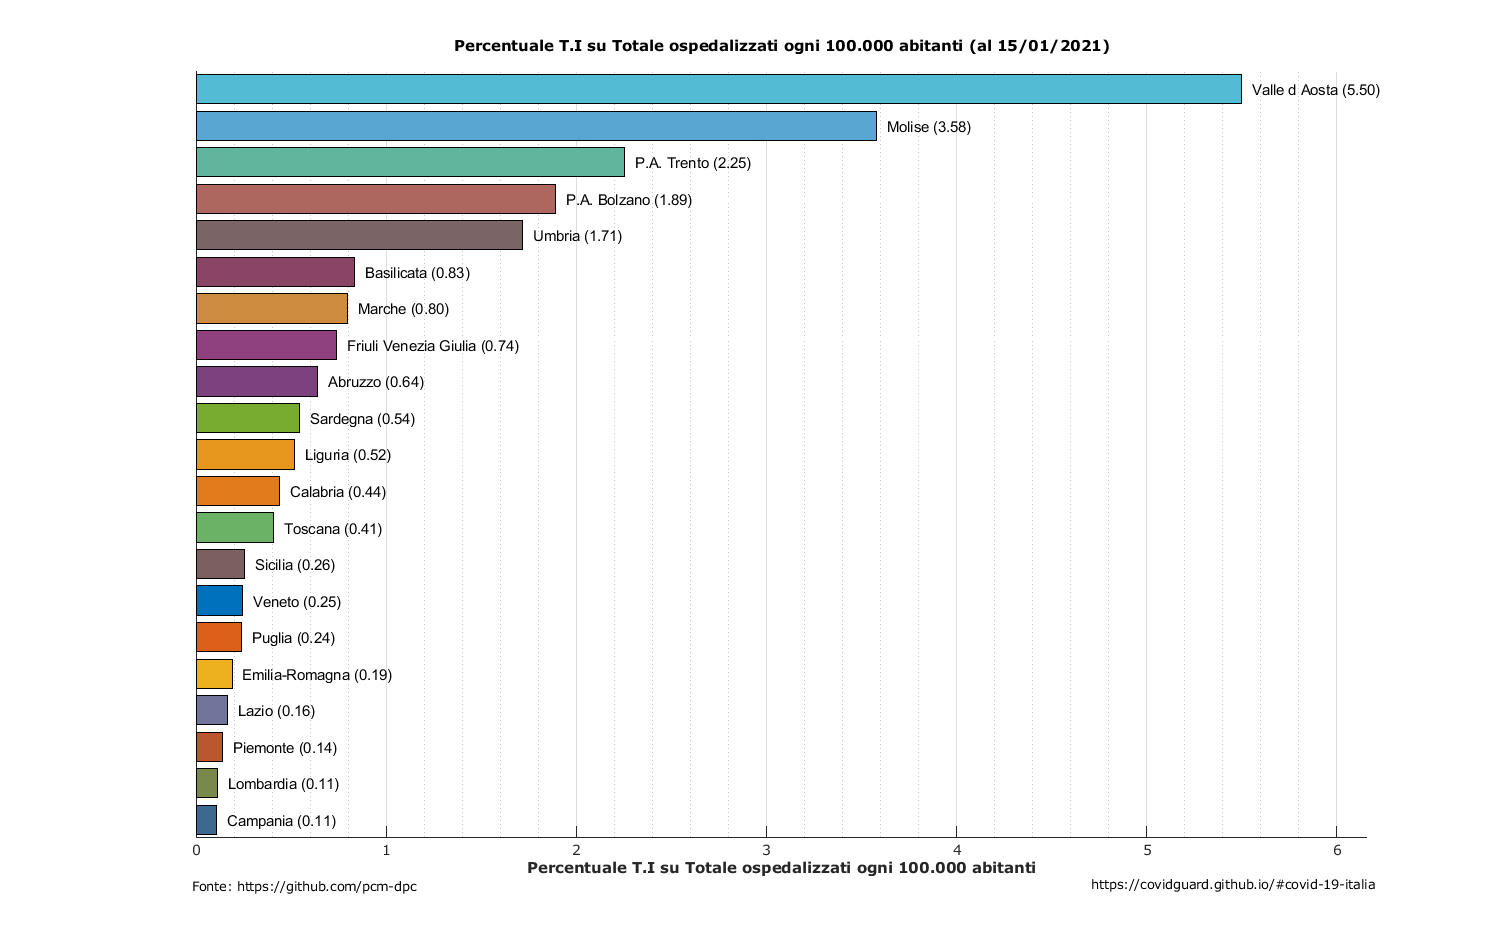 Percentuale T.I su Totale ospedalizzati ogni 100.000 abitanti (al 15/01/2021)
Valle d Aosta (5.50)
Molise (3.58)
P.A. Trento (2.25)
P.A. Bolzano (1.89)
Umbria (1.71)
Basilicata (0.83)
Marche (0.80)
Friuli Venezia Giulia (0.74)
Abruzzo (0.64)
Sardegna (0.54)
Liguria (0.52)
Calabria (0.44)
Toscana (0.41)
Sicilia (0.26)
Veneto (0.25)
Puglia (0.24)
Emilia-Romagna (0.19)
Lazio (0.16)
Piemonte (0.14)
Lombardia (0.11)
Campania (0.11)
0 1 2 3 4 5 6
Percentuale T.I su Totale ospedalizzati ogni 100.000 abitanti
Fonte: https://github.com/pcm-dpc
https://covidguard.github.io/#covid-19-italia